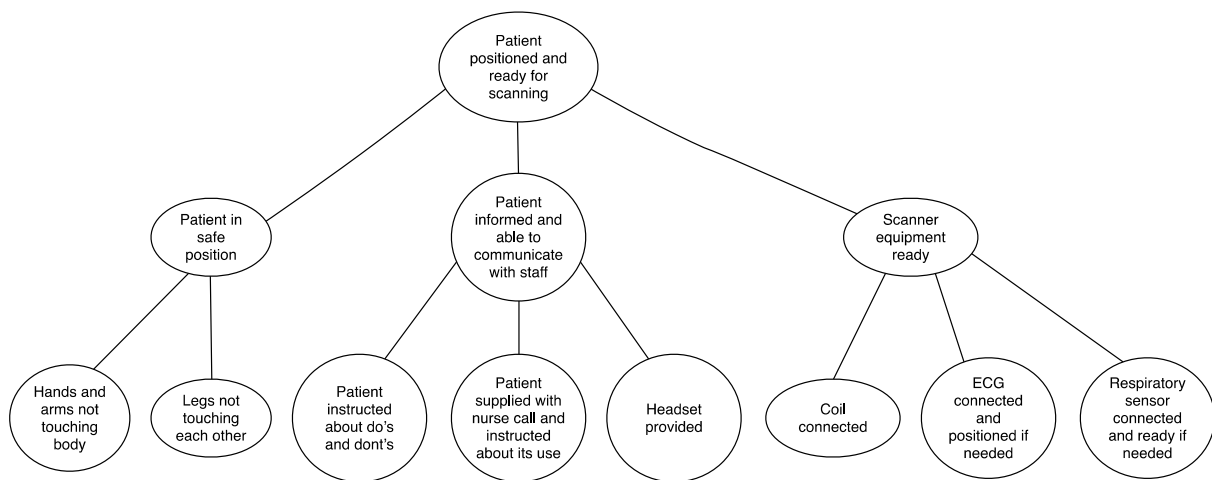 Patient
positioned and
ready for
scanning
Patient in
safe
position
Patient
informed and
able to
communicate
with staff
Scanner
equipment
ready
Hands and
arms not
touching
body
Legs not
touching
each other
Patient
instructed
about do's
and dont's
Patient
supplied with
nurse call and
instructed
about its use
Headset
provided
Coil
connected
ECG
connected
and
positioned if
needed
Respiratory
sensor
connected
and ready if
needed